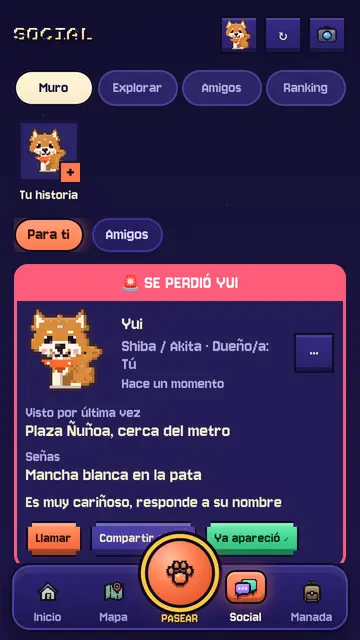 SOCIAL
Muro
Explorar
Amigos
Ranking
Tu historia
Para ti
Amigos
SE PERDIÓ YUI
Yui
Shiba / Akita · Dueño/a:
Tú
Hace un momento
...
Visto por última vez
Plaza Ñuñoa, cerca del metro
Señas
Mancha blanca en la pata
Es muy cariñoso, responde a su nombre
Llamar
Compartir
Ya apareció ✓
Inicio
Mapa
PASEAR
Social
Manada